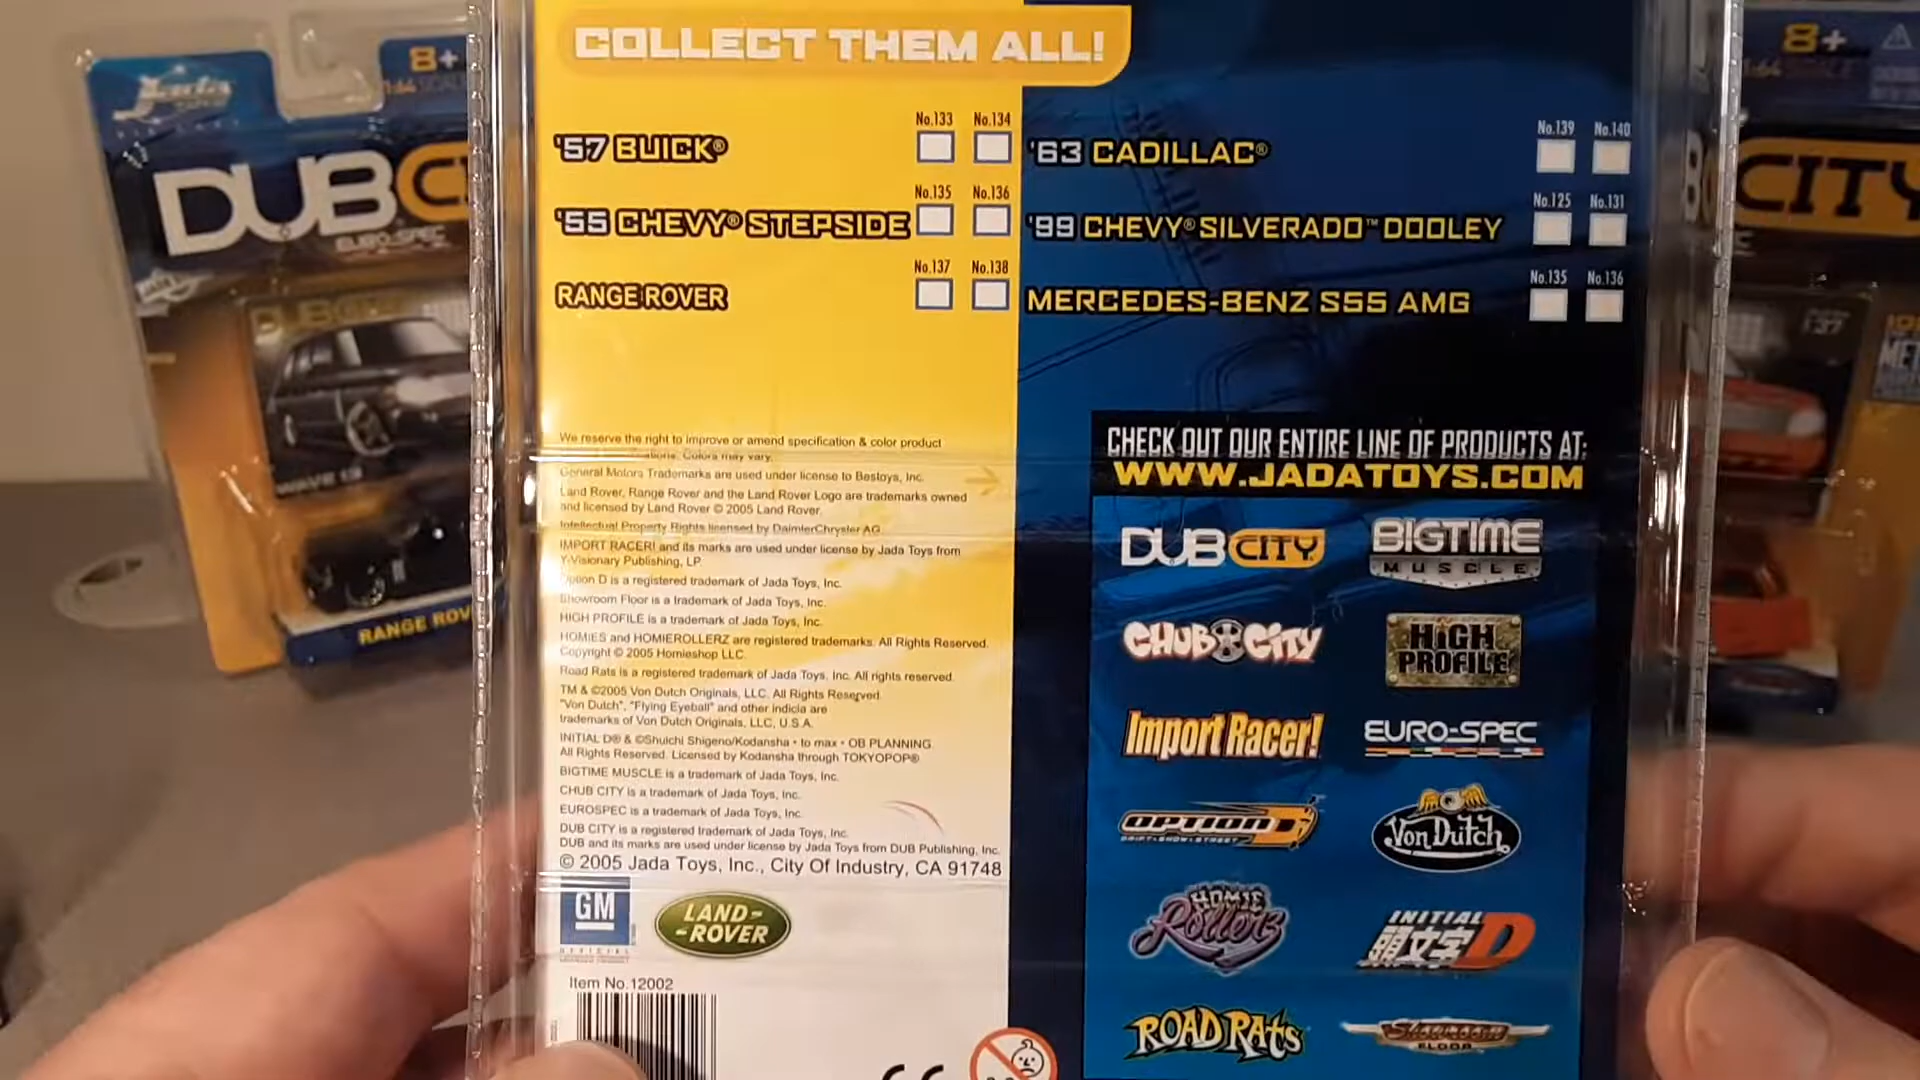 COLLECT THEM ALL!
No.133 No.134
'57 BUICK®
No.135 No.136
'55 CHEVY® STEPSIDE
No.137 No.138
RANGE ROVER
No.139 No.140
'63 CADILLAC®
No.125 No.131
'99 CHEVY® SILVERADO™ DOOLEY
No.135 No.136
MERCEDES-BENZ S55 AMG
We reserve the right to improve or amend specification & color product
Colors may vary.
General Motors Trademarks are used under license to Bestoys, Inc.
Land Rover, Range Rover and the Land Rover Logo are trademarks owned
and licensed by Land Rover © 2005 Land Rover.
Intellectual Property Rights licensed by DaimlerChrysler AG.
IMPORT RACER! and its marks are used under license by Jada Toys from
Y-Visionary Publishing, LP
Option D is a registered trademark of Jada Toys, Inc.
Showroom Floor is a trademark of Jada Toys, Inc.
HIGH PROFILE is a trademark of Jada Toys, Inc.
HOMIES and HOMIEROLLERZ are registered trademarks. All Rights Reserved.
Copyright © 2005 Homieshop LLC.
Road Rats is a registered trademark of Jada Toys, Inc. All rights reserved.
TM & ©2005 Von Dutch Originals, LLC. All Rights Reserved.
"Von Dutch", "Flying Eyeball" and other indicia are
trademarks of Von Dutch Originals, LLC, U.S.A.
INITIAL D® & ©Shuichi Shigeno/Kodansha • to max • OB PLANNING.
All Rights Reserved. Licensed by Kodansha through TOKYOPOP®
BIGTIME MUSCLE is a trademark of Jada Toys, Inc.
CHUB CITY is a trademark of Jada Toys, Inc.
EUROSPEC is a trademark of Jada Toys, Inc.
DUB CITY is a registered trademark of Jada Toys, Inc.
DUB and its marks are used under license by Jada Toys from DUB Publishing, Inc.
© 2005 Jada Toys, Inc., City Of Industry, CA 91748
GM
LAND-
-ROVER
Item No.12002
CE
CHECK OUT OUR ENTIRE LINE OF PRODUCTS AT:
WWW.JADATOYS.COM
DUB CITY
BIGTIME
MUSCLE
CHUB CITY
HIGH
PROFILE
Import Racer!
EURO-SPEC
OPTION D
DRIFT•SHOW•STREET
Von Dutch
HOMIE
Rollers
INITIAL
頭文字D
ROAD RATS
Showroom
FLOOR
Jada
8+
DUB
EURO-SPEC
WAVE 13
RANGE ROV
8+
CITY
137